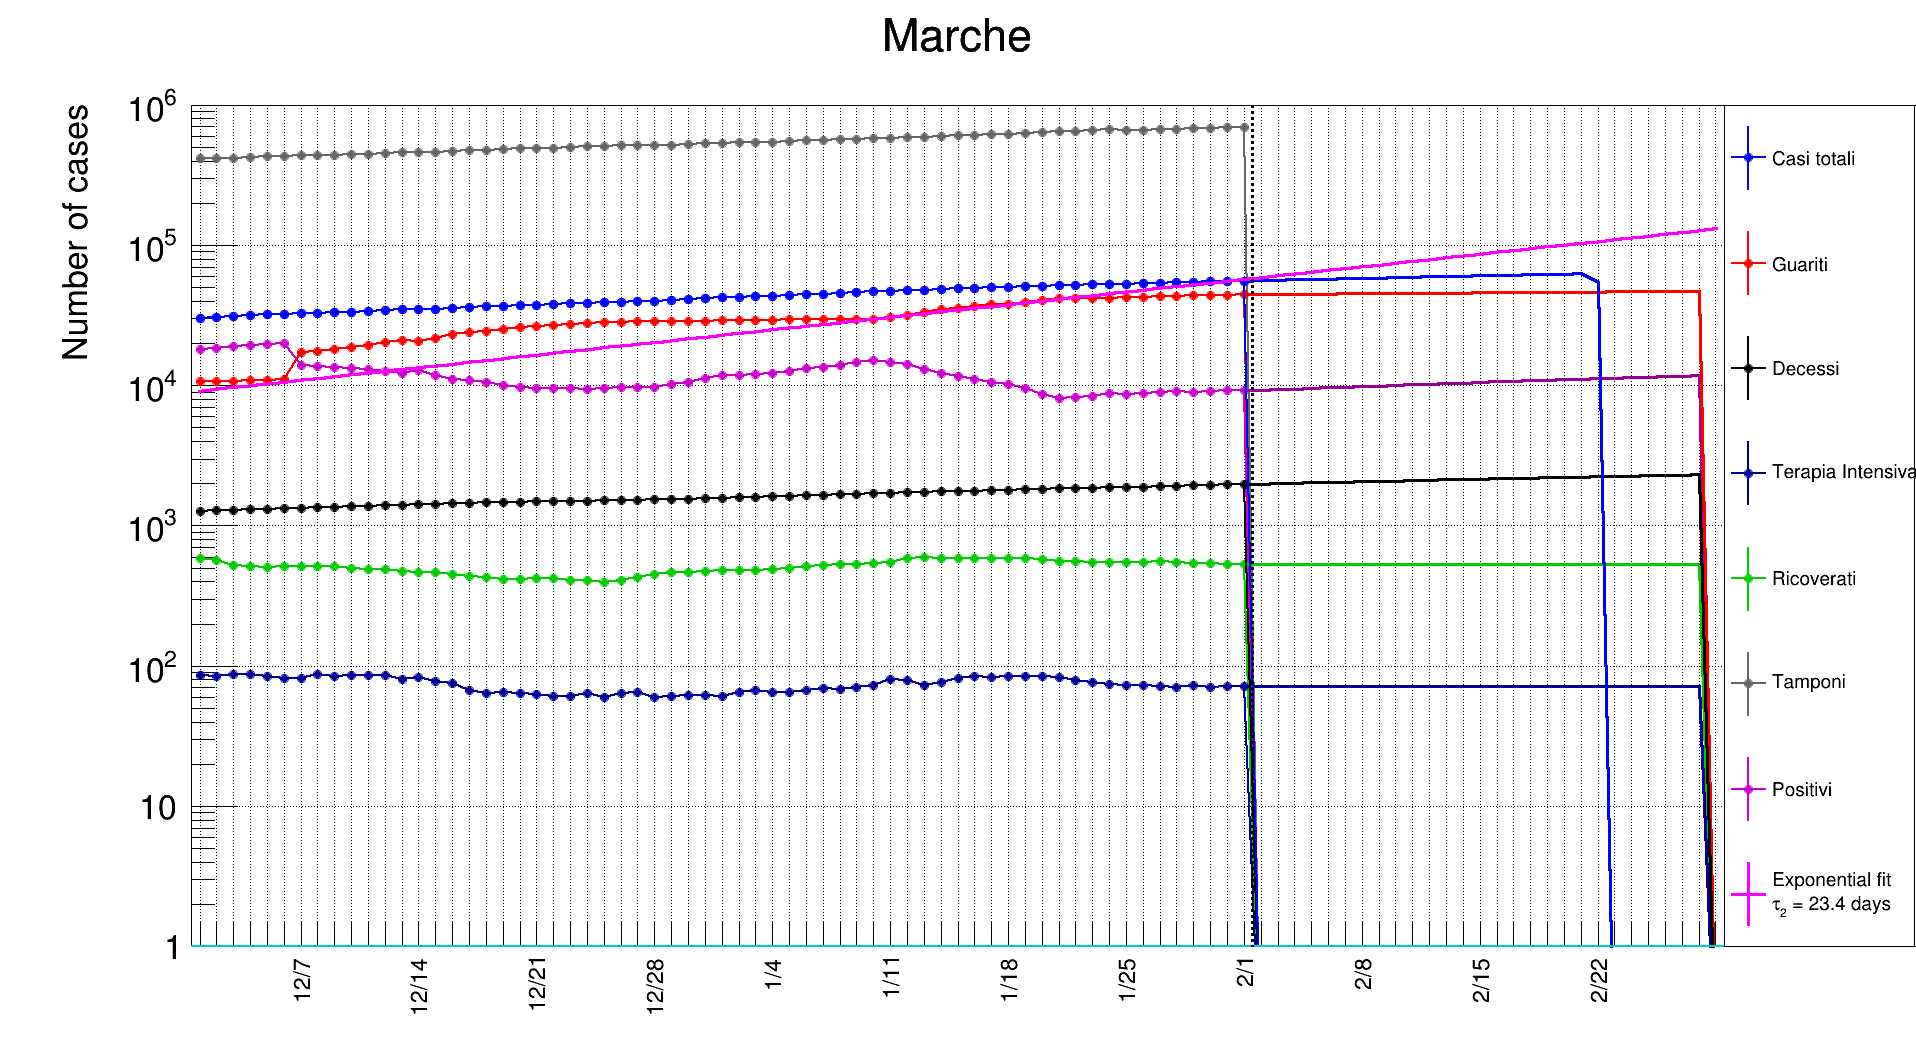 Marche
Number of cases
10^6
10^5
10^4
10^3
10^2
10
1
12/7
12/14
12/21
12/28
1/4
1/11
1/18
1/25
2/1
2/8
2/15
2/22
Casi totali
Guariti
Decessi
Terapia Intensiva
Ricoverati
Tamponi
Positivi
Exponential fit
τ_2 = 23.4 days